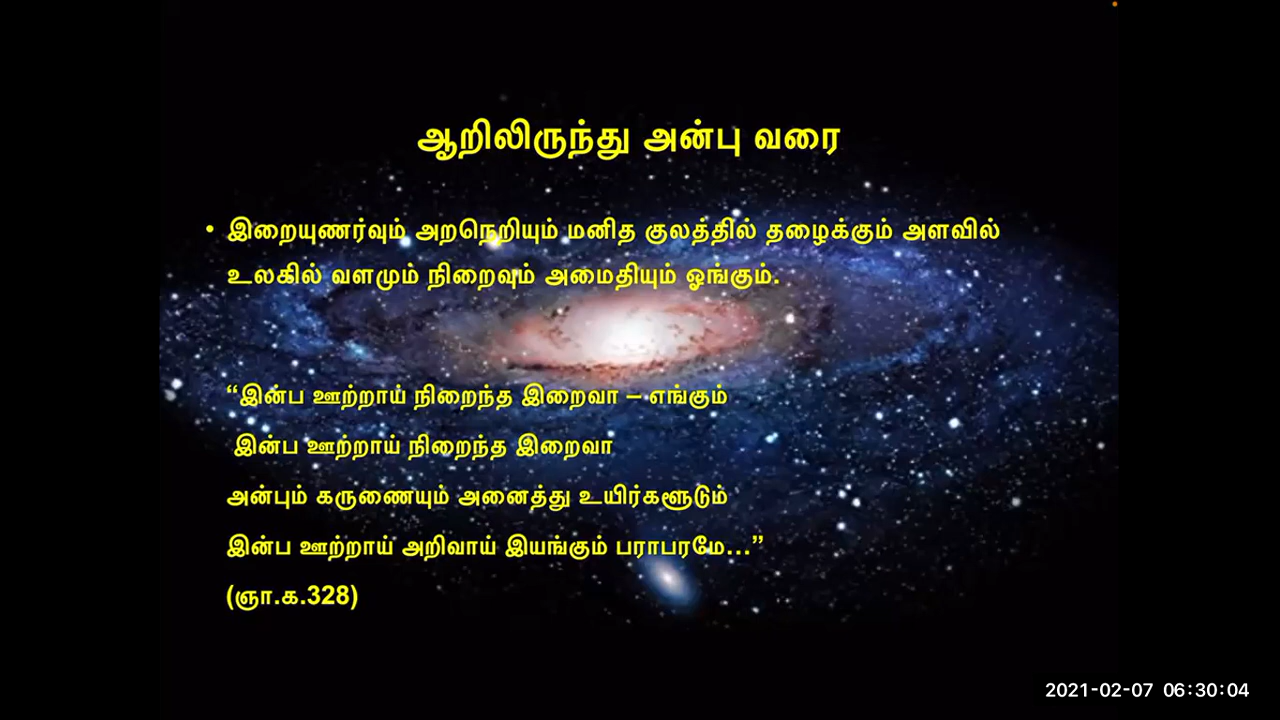 ஆறிலிருந்து அன்பு வரை
• இறையுணர்வும் அறநெறியும் மனித குலத்தில் தழைக்கும் அளவில்
உலகில் வளமும் நிறைவும் அமைதியும் ஓங்கும்.
“இன்ப ஊற்றாய் நிறைந்த இறைவா – எங்கும்
இன்ப ஊற்றாய் நிறைந்த இறைவா
அன்பும் கருணையும் அனைத்து உயிர்களூடும்
இன்ப ஊற்றாய் அறிவாய் இயங்கும் பராபரமே...”
(ஞா.க.328)
2021-02-07 06:30:04